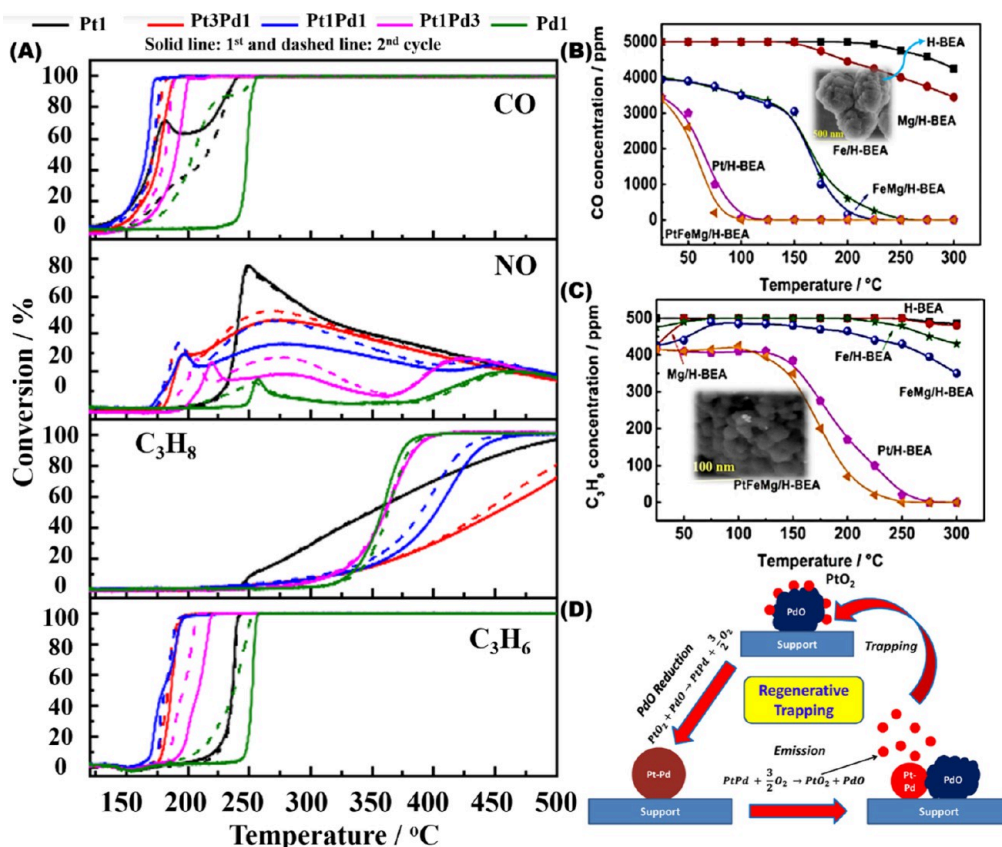 Pt1 Pt3Pd1 Pt1Pd1 Pt1Pd3 Pd1
(A) Solid line: 1st and dashed line: 2nd cycle
Conversion / %
100
80
60
40
20
0
CO
80
60
40
20
0
NO
100
80
60
40
20
0
C3H8
100
80
60
40
20
0
C3H6
150 200 250 300 350 400 450 500
Temperature / °C
(B)
CO concentration / ppm
5000
4000
3000
2000
1000
0
H-BEA
500 nm
Mg/H-BEA
Fe/H-BEA
Pt/H-BEA
FeMg/H-BEA
PtFeMg/H-BEA
50 100 150 200 250 300
Temperature / °C
(C)
C3H6 concentration / ppm
500
400
300
200
100
0
H-BEA
Fe/H-BEA
Mg/H-BEA
FeMg/H-BEA
Pt/H-BEA
100 nm
PtFeMg/H-BEA
50 100 150 200 250 300
Temperature / °C
(D)
PtO2
PdO
Support
Trapping
PdO Reduction
PtO2 + PdO → PtPd + 3/2 O2
Regenerative
Trapping
Emission
PtPd + 3/2 O2 → PtO2 + PdO
Pt-Pd
Support
Pt-
Pd
PdO
Support